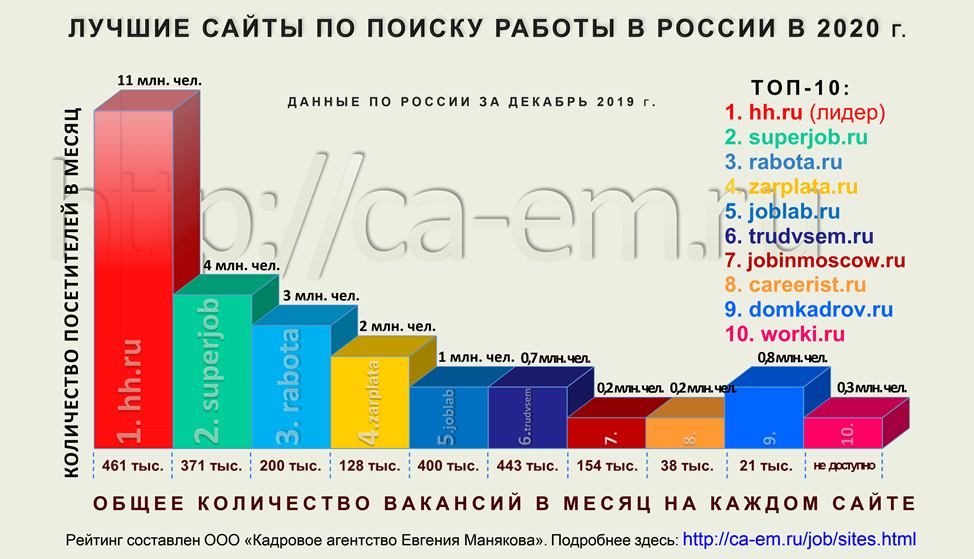 ЛУЧШИЕ САЙТЫ ПО ПОИСКУ РАБОТЫ В РОССИИ В 2020 г.
ДАННЫЕ ПО РОССИИ ЗА ДЕКАБРЬ 2019 г.
ТОП-10:
1. hh.ru (лидер)
2. superjob.ru
3. rabota.ru
4. zarplata.ru
5. joblab.ru
6. trudvsem.ru
7. jobinmoscow.ru
8. careerist.ru
9. domkadrov.ru
10. worki.ru
http://ca-em.ru
КОЛИЧЕСТВО ПОСЕТИТЕЛЕЙ В МЕСЯЦ
11 млн. чел.
4 млн. чел.
3 млн. чел.
2 млн. чел.
1 млн. чел.
0,7 млн. чел.
0,2 млн. чел.
0,2 млн. чел.
0,8 млн. чел.
0,3 млн. чел.
1. hh.ru
2. superjob
3. rabota
4. zarplata
5. joblab
6. trudvsem
7.
8.
9.
10.
461 тыс. 371 тыс. 200 тыс. 128 тыс. 400 тыс. 443 тыс. 154 тыс. 38 тыс. 21 тыс. не доступно
ОБЩЕЕ КОЛИЧЕСТВО ВАКАНСИЙ В МЕСЯЦ НА КАЖДОМ САЙТЕ
Рейтинг составлен ООО «Кадровое агентство Евгения Манякова». Подробнее здесь: http://ca-em.ru/job/sites.html